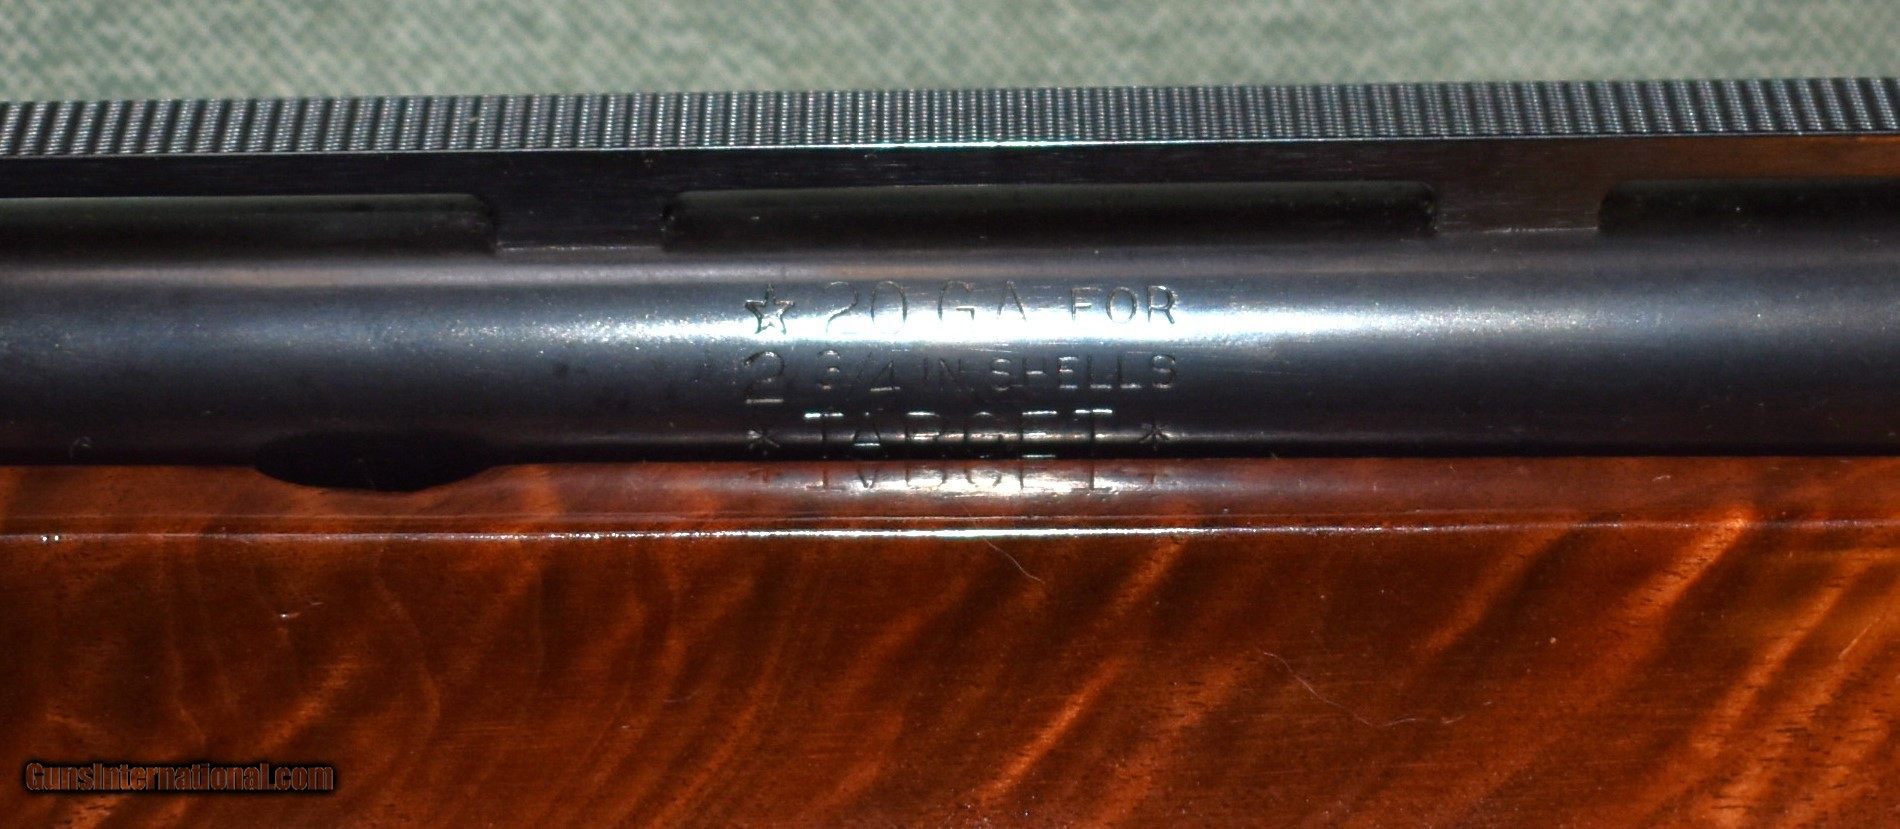 ☆ 20 GA FOR
2 3/4 IN SHELLS
* TARGET *
GunsInternational.com